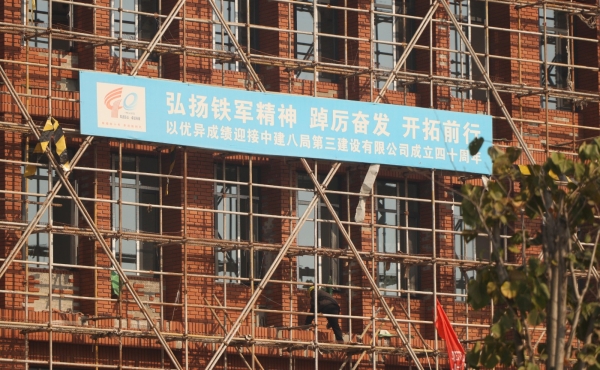 弘扬铁军精神 踔厉奋发 开拓前行
以优异成绩迎接中建八局第三建设有限公司成立四十周年